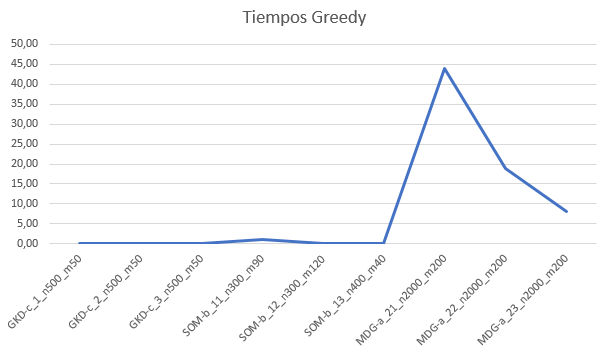 Tiempos Greedy
50,00
45,00
40,00
35,00
30,00
25,00
20,00
15,00
10,00
5,00
0,00
GKD-c_1_n500_m50
GKD-c_2_n500_m50
GKD-c_3_n500_m50
SOM-b_11_n300_m90
SOM-b_12_n300_m120
SOM-b_13_n400_m40
MDG-a_21_n2000_m200
MDG-a_22_n2000_m200
MDG-a_23_n2000_m200